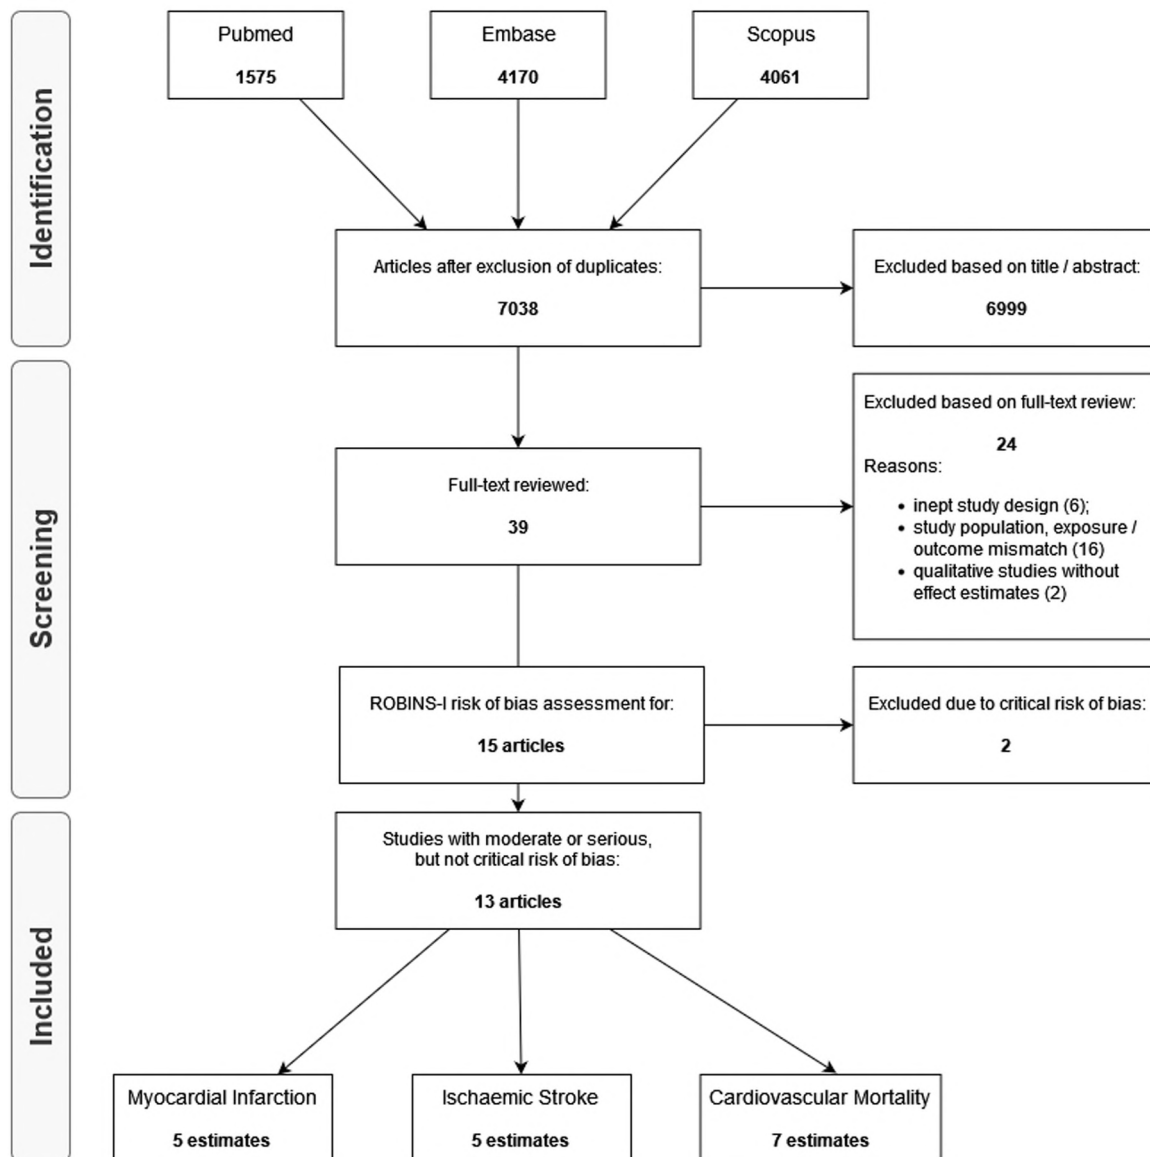 Identification
Pubmed
1575
Embase
4170
Scopus
4061
Articles after exclusion of duplicates:
7038
Excluded based on title / abstract:
6999
Screening
Full-text reviewed:
39
Excluded based on full-text review:
24
Reasons:
• inept study design (6);
• study population, exposure /
outcome mismatch (16)
• qualitative studies without
effect estimates (2)
ROBINS-I risk of bias assessment for:
15 articles
Excluded due to critical risk of bias:
2
Included
Studies with moderate or serious,
but not critical risk of bias:
13 articles
Myocardial Infarction
5 estimates
Ischaemic Stroke
5 estimates
Cardiovascular Mortality
7 estimates